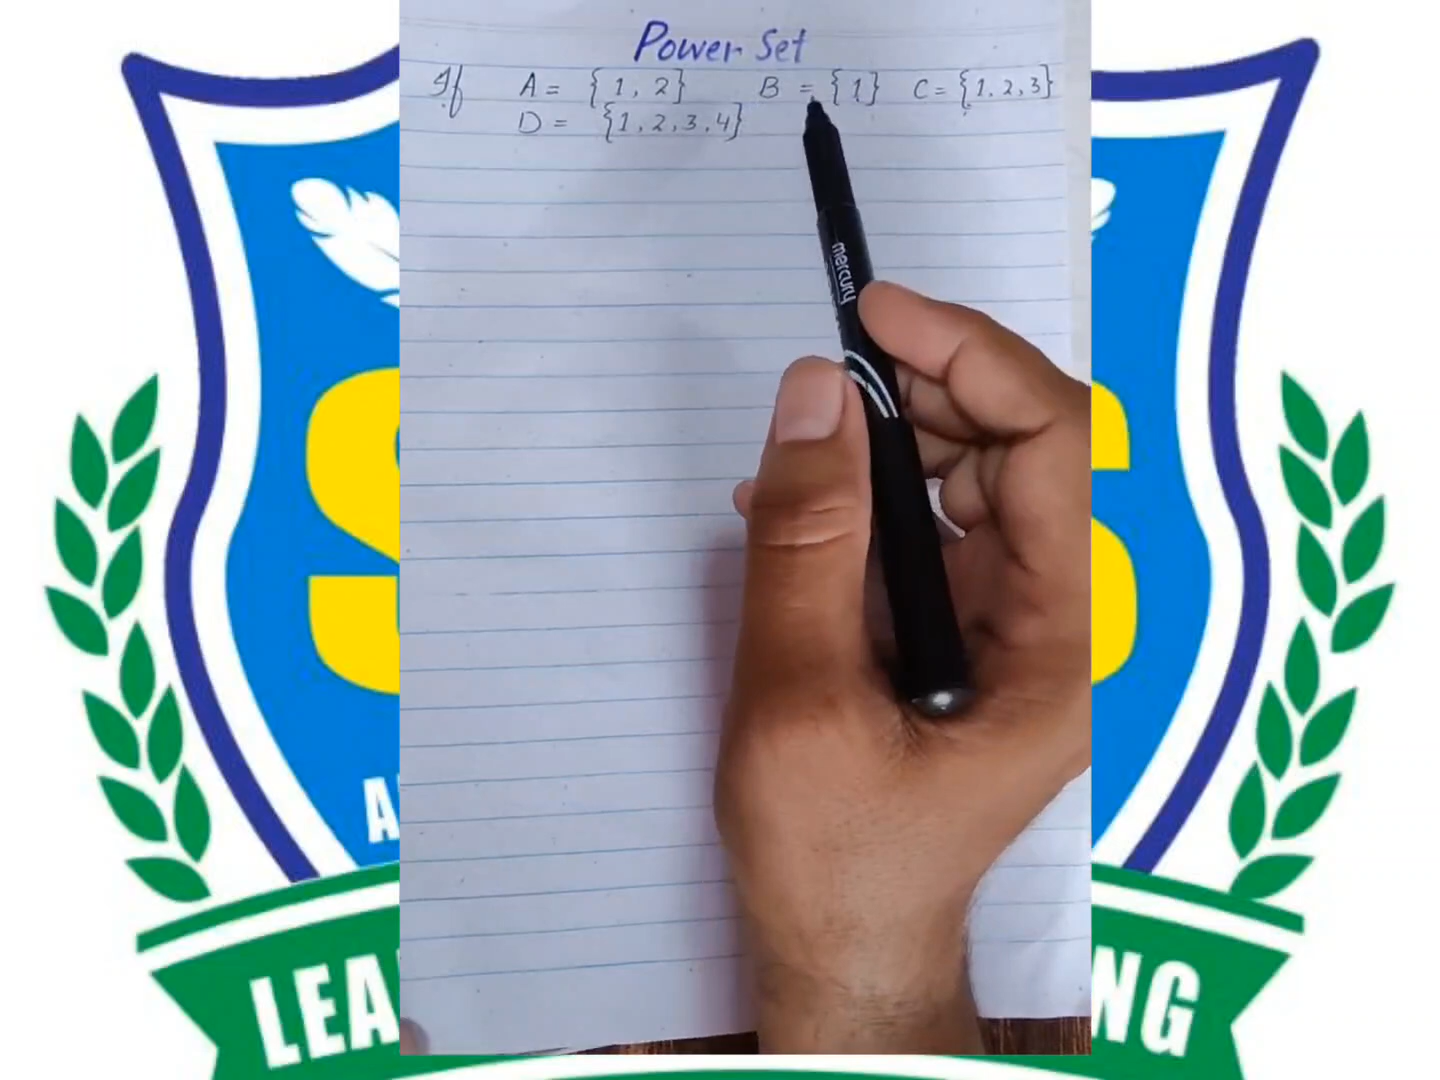 Power Set
If A = {1, 2} B = {1} C = {1, 2, 3}
D = {1, 2, 3, 4}
mercury
S S
LEA NG